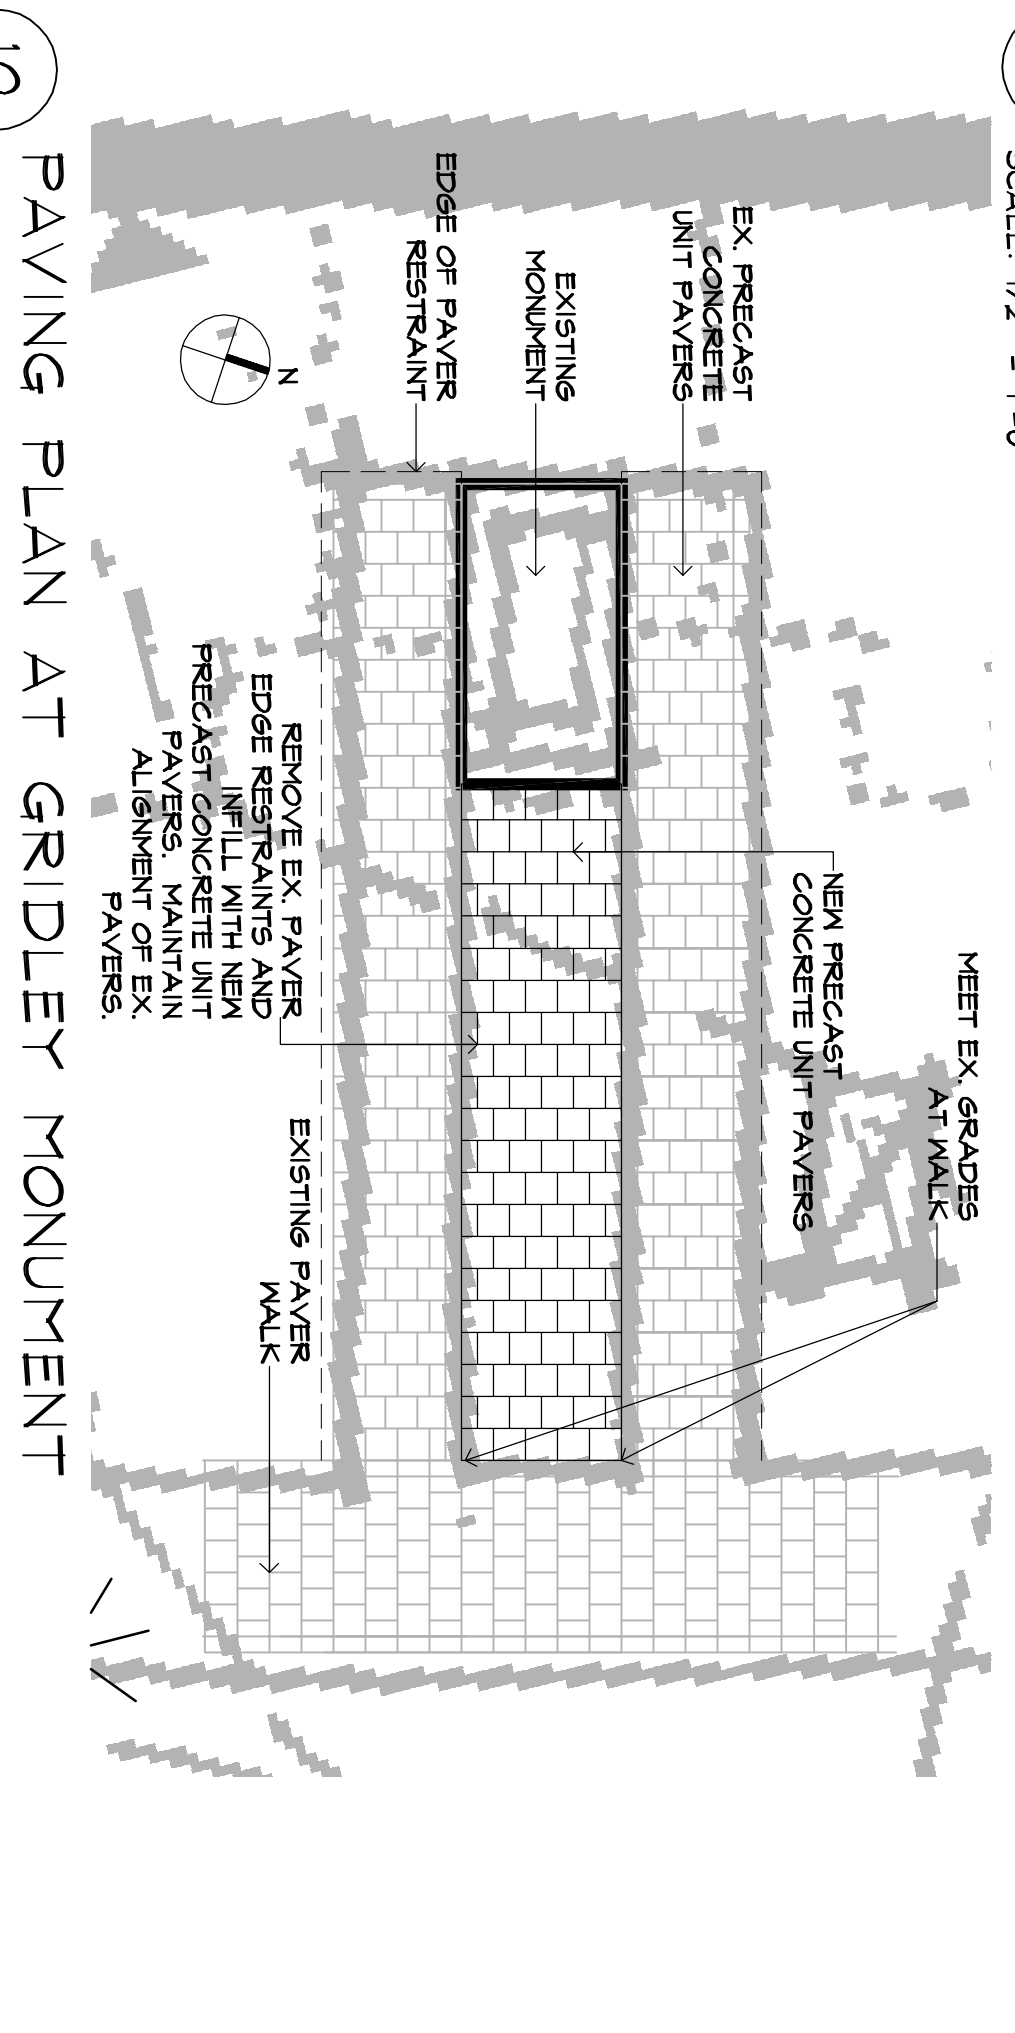 EX. PRECAST
CONCRETE
UNIT PAVERS
EXISTING
MONUMENT
EDGE OF PAVER
RESTRAINT
N
MEET EX. GRADES
AT WALK
NEW PRECAST
CONCRETE UNIT PAVERS
REMOVE EX. PAVER
EDGE RESTRAINTS AND
INFILL WITH NEW
PRECAST CONCRETE UNIT
PAVERS. MAINTAIN
ALIGNMENT OF EX.
PAVERS.
EXISTING PAVER
WALK
PAVING PLAN AT GRIDLEY MONUMENT